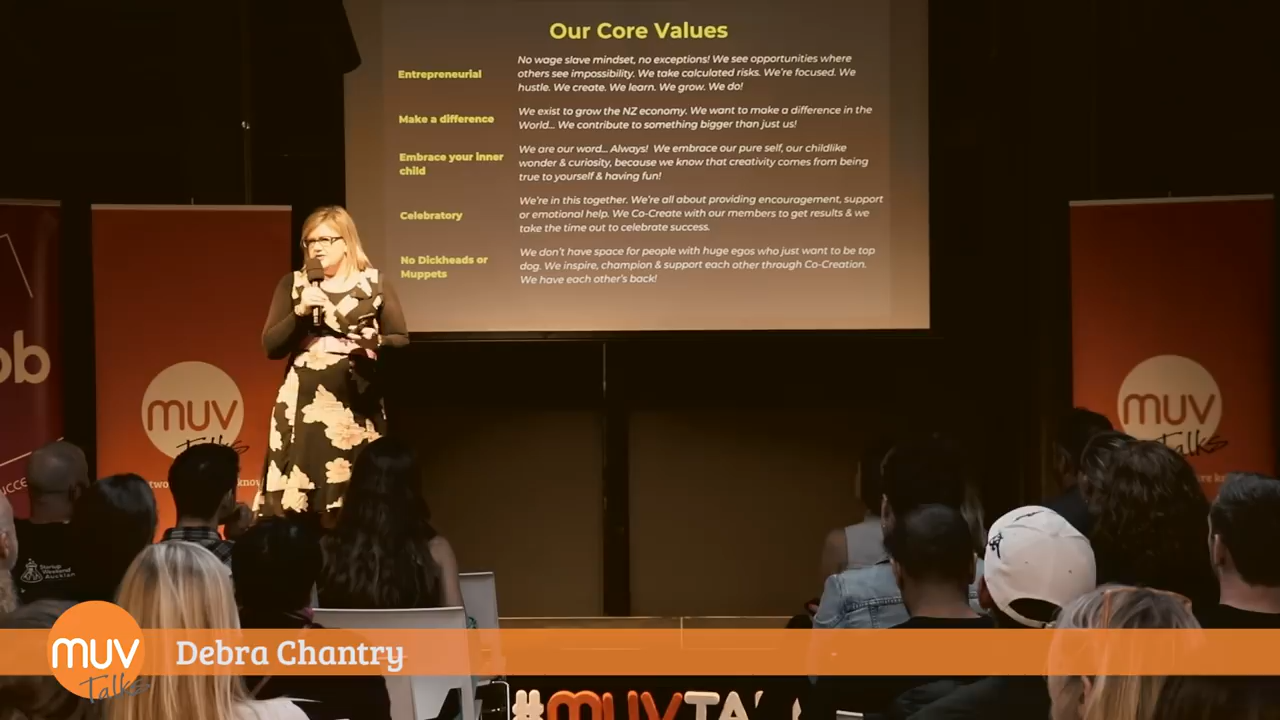 Our Core Values
Entrepreneurial
No wage slave mindset, no exceptions! We see opportunities where
others see impossibility. We take calculated risks. We're focused. We
hustle. We create. We learn. We grow. We do!
Make a difference
We exist to grow the NZ economy. We want to make a difference in the
World... We contribute to something bigger than just us!
Embrace your inner
child
We are our word... Always! We embrace our pure self, our childlike
wonder & curiosity, because we know that creativity comes from being
true to yourself & having fun!
Celebratory
We're in this together. We're all about providing encouragement, support
or emotional help. We Co-Create with our members to get results & we
take the time out to celebrate success.
No Dickheads or
Muppets
We don't have space for people with huge egos who just want to be top
dog. We inspire, champion & support each other through Co-Creation.
We have each other's back!
ob
muv
Talks
muv
Talks
Startup
Weekend
Auckland
muv
Talks
Debra Chantry
#MUVTA